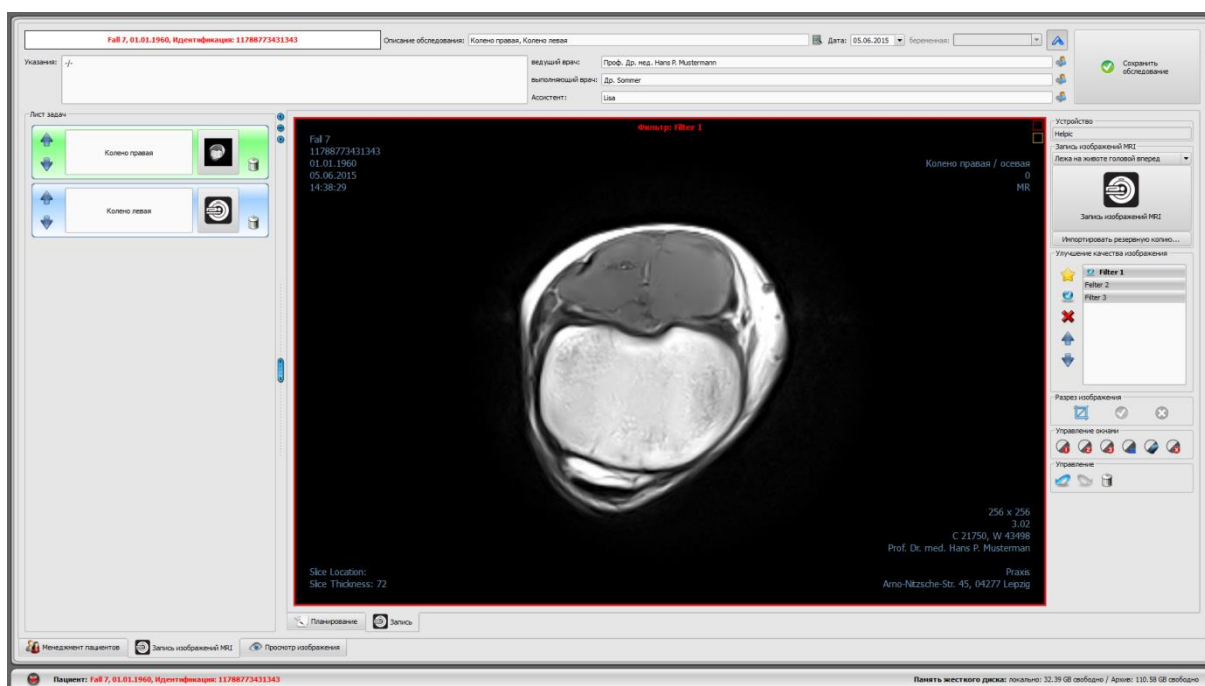 Fall 7, 01.01.1960, Идентификация: 11788773431343
Описание обследования: Колено правая, Колено левая
Дата: 05.06.2015
беременная:
Указания: -/-
ведущий врач: Проф. Др. мед. Hans P. Mustermann
выполняющий врач: Др. Sommer
Ассистент: Lisa
Сохранить
обследование
Лист задач
Колено правая
Колено левая
Фильтр: Filter 1
Fall 7
11788773431343
01.01.1960
05.06.2015
14:38:29
Колено правая / осевая
0
MR
256 x 256
3.02
C 21750, W 43498
Prof. Dr. med. Hans P. Musterman
Slice Location:
Slice Thickness: 72
Praxis
Arno-Nitzsche-Str. 45, 04277 Leipzig
Устройство
Helpic
Запись изображений MRI
Лежа на животе головой вперед
Запись изображений MRI
Импортировать резервную копию...
Улучшение качества изображения
Filter 1
Felter 2
Filter 3
Разрез изображения
Управление окнами
Управление
Планирование
Запись
Менеджмент пациентов
Запись изображений MRI
Просмотр изображения
Пациент: Fall 7, 01.01.1960, Идентификация: 11788773431343
Память жесткого диска: локально: 32.39 GB свободно / Архив: 110.58 GB свободно